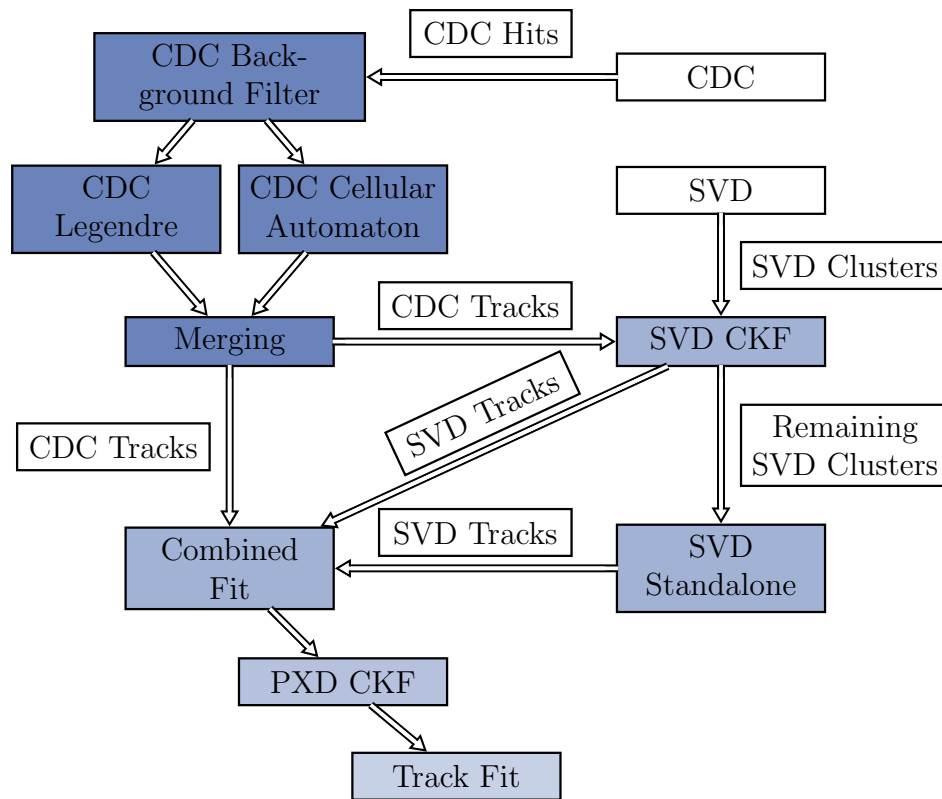 CDC Hits
CDC Back-
ground Filter
CDC
CDC
Legendre
CDC Cellular
Automaton
SVD
SVD Clusters
CDC Tracks
Merging
SVD CKF
SVD Tracks
CDC Tracks
Remaining
SVD Clusters
SVD Tracks
Combined
Fit
SVD
Standalone
PXD CKF
Track Fit